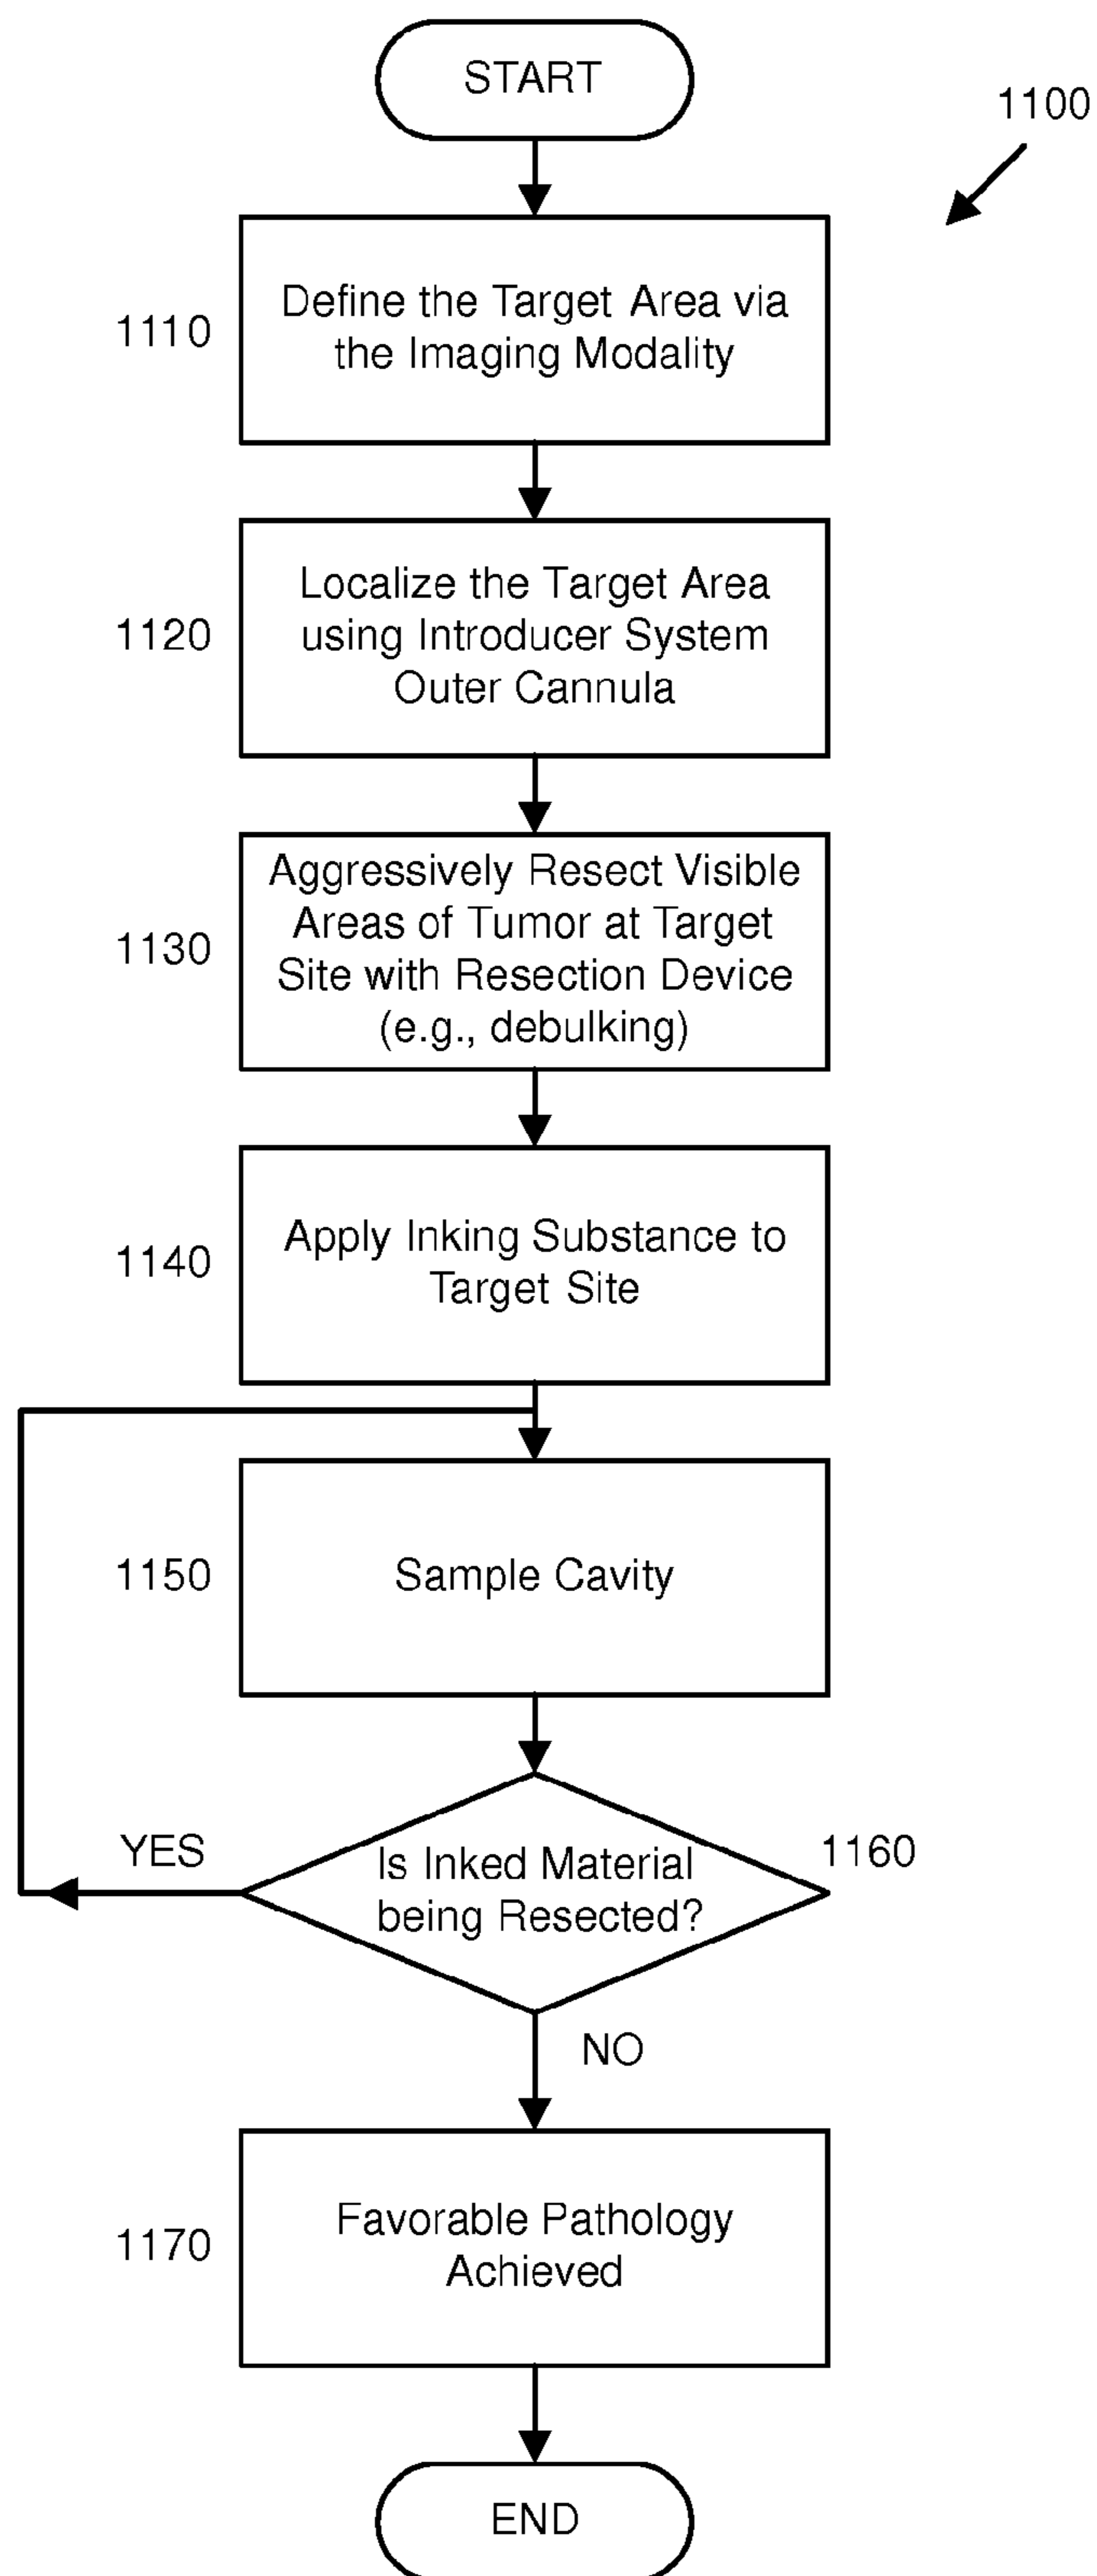 START
1100
1110
Define the Target Area via
the Imaging Modality
1120
Localize the Target Area
using Introducer System
Outer Cannula
1130
Aggressively Resect Visible
Areas of Tumor at Target
Site with Resection Device
(e.g., debulking)
1140
Apply Inking Substance to
Target Site
1150
Sample Cavity
YES
Is Inked Material
being Resected?
1160
NO
1170
Favorable Pathology
Achieved
END